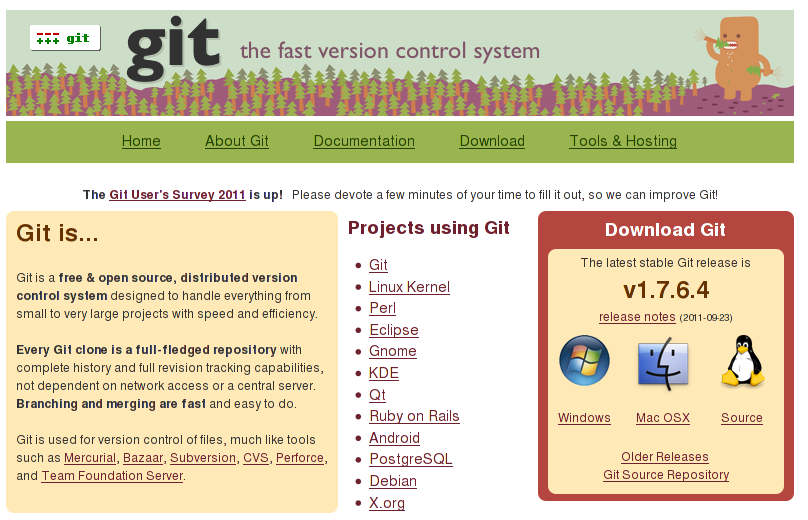 git
git
the fast version control system
Home About Git Documentation Download Tools & Hosting
The Git User's Survey 2011 is up! Please devote a few minutes of your time to fill it out, so we can improve Git!
Git is...
Git is a free & open source, distributed version
control system designed to handle everything from
small to very large projects with speed and efficiency.
Every Git clone is a full-fledged repository with
complete history and full revision tracking capabilities,
not dependent on network access or a central server.
Branching and merging are fast and easy to do.
Git is used for version control of files, much like tools
such as Mercurial, Bazaar, Subversion, CVS, Perforce,
and Team Foundation Server.
Projects using Git
Git
Linux Kernel
Perl
Eclipse
Gnome
KDE
Qt
Ruby on Rails
Android
PostgreSQL
Debian
X.org
Download Git
The latest stable Git release is
v1.7.6.4
release notes (2011-09-23)
Windows Mac OSX Source
Older Releases
Git Source Repository